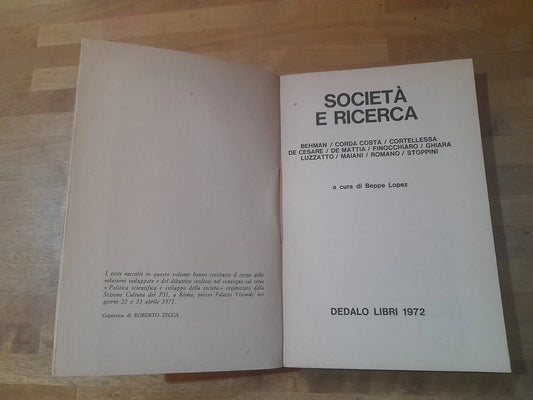 I testi raccolti in questo volume hanno costituito il corpo delle
relazioni sviluppate e del dibattito svoltosi nel convegno sul tema
« Politica scientifica e sviluppo della società » organizzato dalla
Sezione Cultura del PSI, a Roma, presso Palazzo Vissardi, nei
giorni 22 e 23 aprile 1971.
Copertina di ROBERTO ZECCA
SOCIETÀ
E RICERCA
BEHMAN / CORDA COSTA / CORTELLESSA
DE CESARE / DE MATTIA / FINOCCHIARO / GHIARA
LUZZATTO / MAIANI / ROMANO / STOPPINI
a cura di Beppe Lopez
DEDALO LIBRI 1972